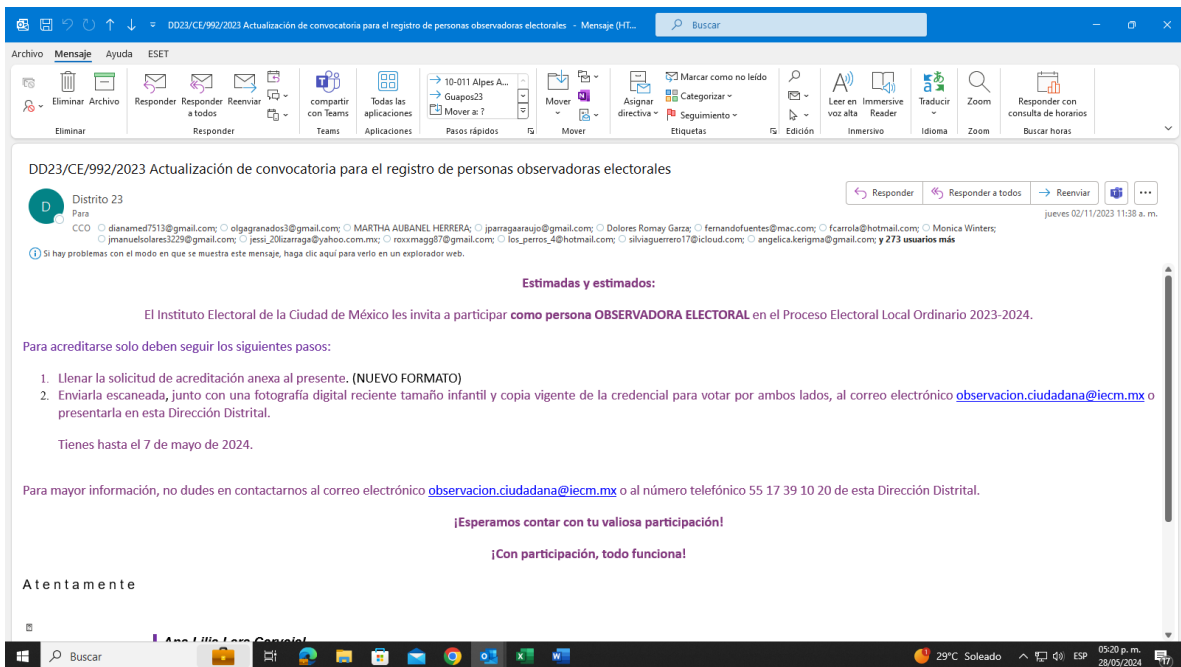 DD23/CE/992/2023 Actualización de convocatoria para el registro de personas observadoras electorales - Mensaje (HT...
Buscar
Archivo Mensaje Ayuda ESET
Eliminar Archivo
Responder Responder a todos Reenviar
compartir con Teams
Todas las aplicaciones
→ 10-011 Alpes A...
→ Guapos23
Mover a: ?
Mover
Asignar directiva
Marcar como no leído
Categorizar
Seguimiento
Leer en voz alta
Immersive Reader
Traducir
Zoom
Responder con consulta de horarios
Eliminar Responder Teams Aplicaciones Pasos rápidos Mover Etiquetas Edición Inmersivo Idioma Zoom Buscar horas
DD23/CE/992/2023 Actualización de convocatoria para el registro de personas observadoras electorales
D
Distrito 23
Para
Responder Responder a todos Reenviar
jueves 02/11/2023 11:38 a. m.
CCO dianamed7513@gmail.com; olgagranados3@gmail.com; MARTHA AUBANEL HERRERA; jparragaaraujo@gmail.com; Dolores Romay Garza; fernandofuentes@mac.com; fcarrola@hotmail.com; Monica Winters;
jmanuelsolares3229@gmail.com; jessi_20lizarraga@yahoo.com.mx; roxxmagg87@gmail.com; los_perros_4@hotmail.com; silviaguerrero17@icloud.com; angelica.kerigma@gmail.com; y 273 usuarios más
Si hay problemas con el modo en que se muestra este mensaje, haga clic aquí para verlo en un explorador web.
Estimadas y estimados:
El Instituto Electoral de la Ciudad de México les invita a participar como persona OBSERVADORA ELECTORAL en el Proceso Electoral Local Ordinario 2023-2024.
Para acreditarse solo deben seguir los siguientes pasos:
1. Llenar la solicitud de acreditación anexa al presente. (NUEVO FORMATO)
2. Enviarla escaneada, junto con una fotografía digital reciente tamaño infantil y copia vigente de la credencial para votar por ambos lados, al correo electrónico observacion.ciudadana@iecm.mx o
presentarla en esta Dirección Distrital.
Tienes hasta el 7 de mayo de 2024.
Para mayor información, no dudes en contactarnos al correo electrónico observacion.ciudadana@iecm.mx o al número telefónico 55 17 39 10 20 de esta Dirección Distrital.
¡Esperamos contar con tu valiosa participación!
¡Con participación, todo funciona!
Atentamente
Buscar
29°C Soleado
ESP
05:20 p. m.
28/05/2024
17